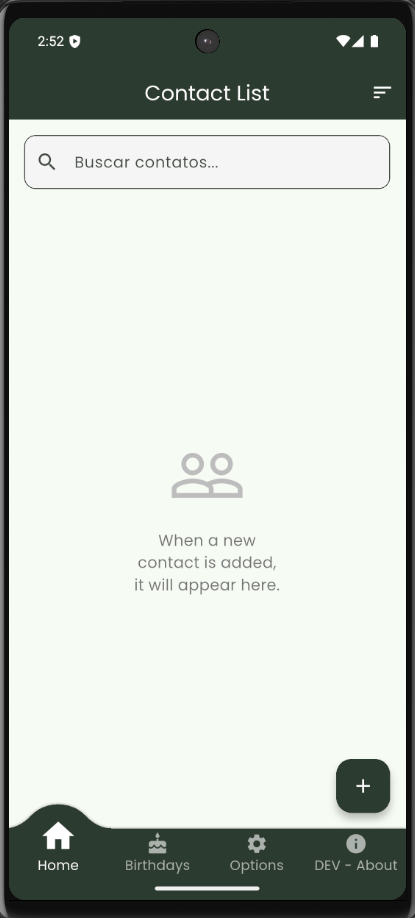 2:52
Contact List
Buscar contatos...
When a new
contact is added,
it will appear here.
+
Home
Birthdays
Options
DEV - About